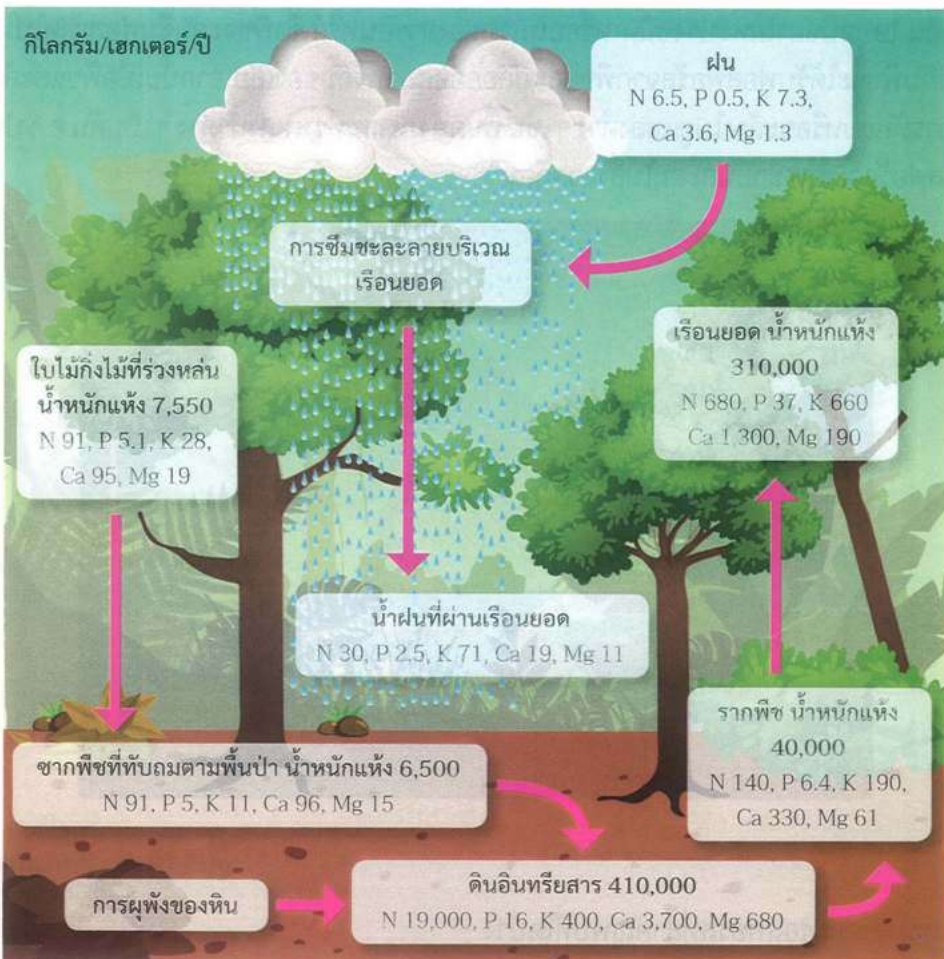 กิโลกรัม/เฮกเตอร์/ปี
ฝน
N 6.5, P 0.5, K 7.3,
Ca 3.6, Mg 1.3
การซึมชะละลายบริเวณ
เรือนยอด
เรือนยอด น้ำหนักแห้ง
310,000
N 680, P 37, K 660
Ca 1,300, Mg 190
ใบไม้กิ่งไม้ที่ร่วงหล่น
น้ำหนักแห้ง 7,550
N 91, P 5.1, K 28,
Ca 95, Mg 19
น้ำฝนที่ผ่านเรือนยอด
N 30, P 2.5, K 71, Ca 19, Mg 11
รากพืช น้ำหนักแห้ง
40,000
N 140, P 6.4, K 190,
Ca 330, Mg 61
ซากพืชที่ทับถมตามพื้นป่า น้ำหนักแห้ง 6,500
N 91, P 5, K 11, Ca 96, Mg 15
การผุพังของหิน
ดินอินทรียสาร 410,000
N 19,000, P 16, K 400, Ca 3,700, Mg 680